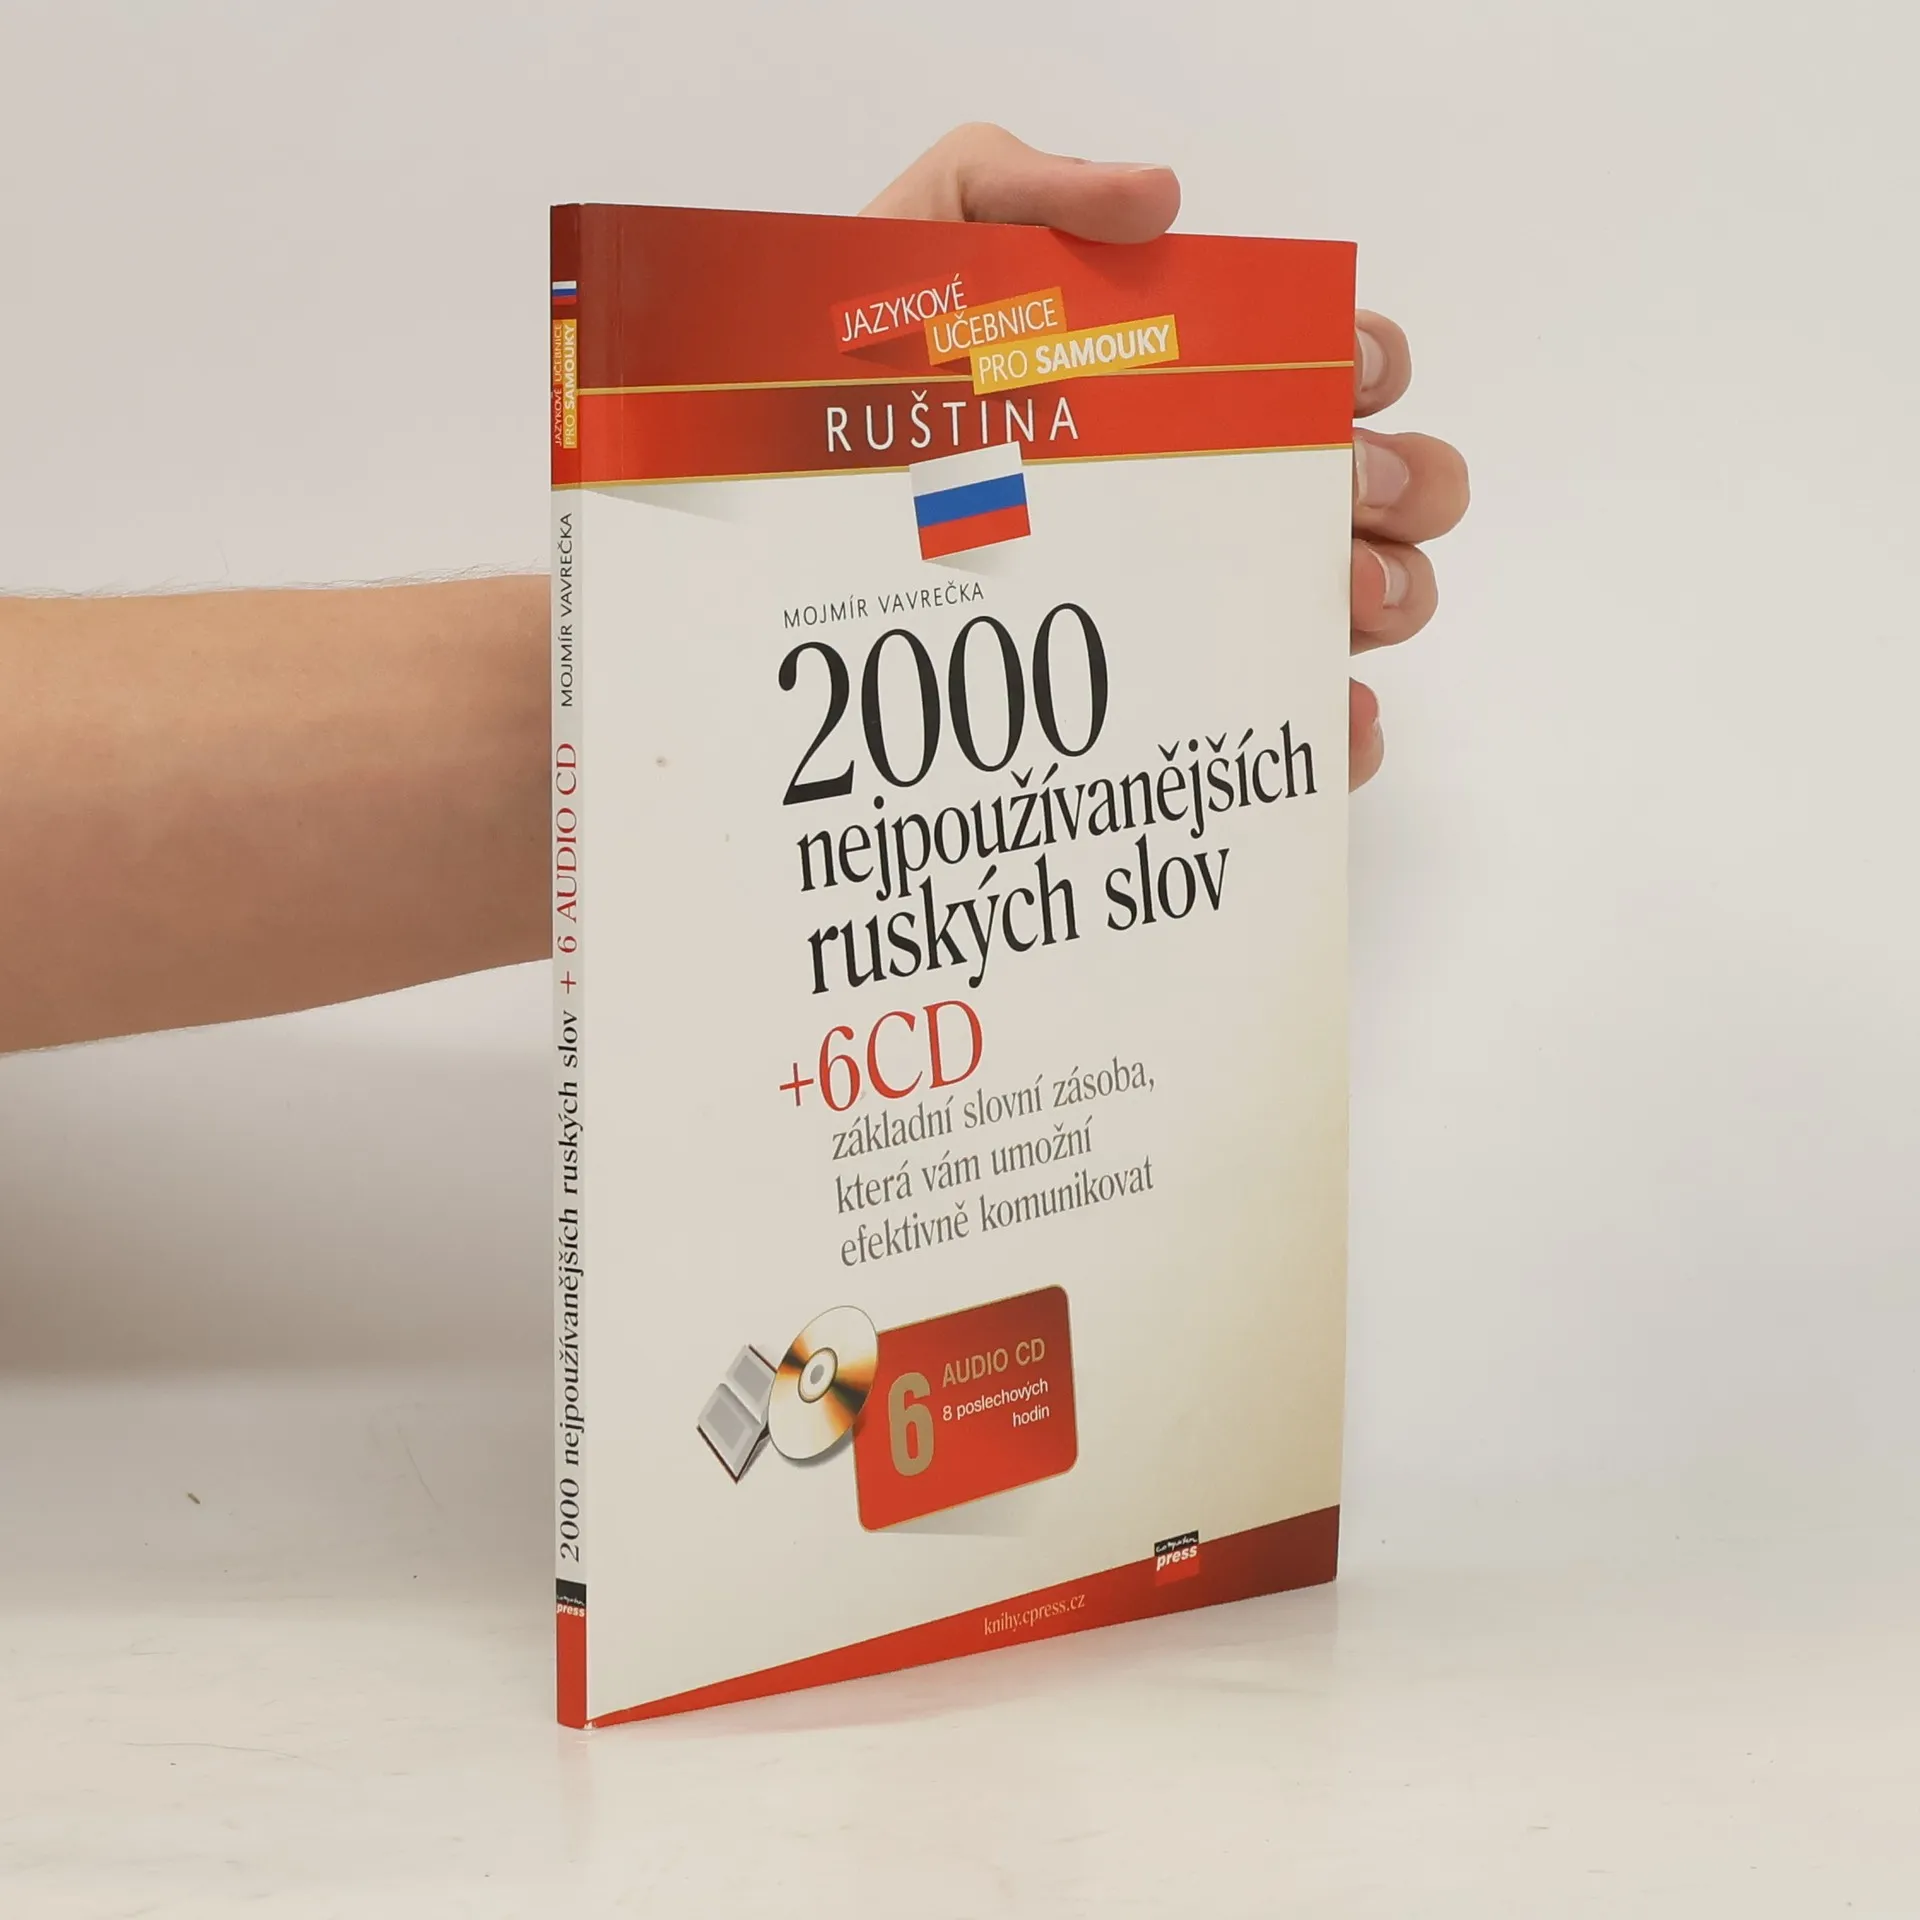 JAZYKOVÉ
UČEBNICE
PRO SAMOUKY
RUŠTINA
MOJMÍR VAVREČKA
2000
nejpoužívanějších
ruských slov
+6CD
základní slovní zásoba,
která vám umožní
efektivně komunikovat
6
AUDIO CD
8 poslechových
hodin
computer
press
knihy.cpress.cz
JAZYKOVÉ UČEBNICE
PRO SAMOUKY
2000 nejpoužívanějších ruských slov + 6 AUDIO CD MOJMÍR VAVREČKA
computer
press